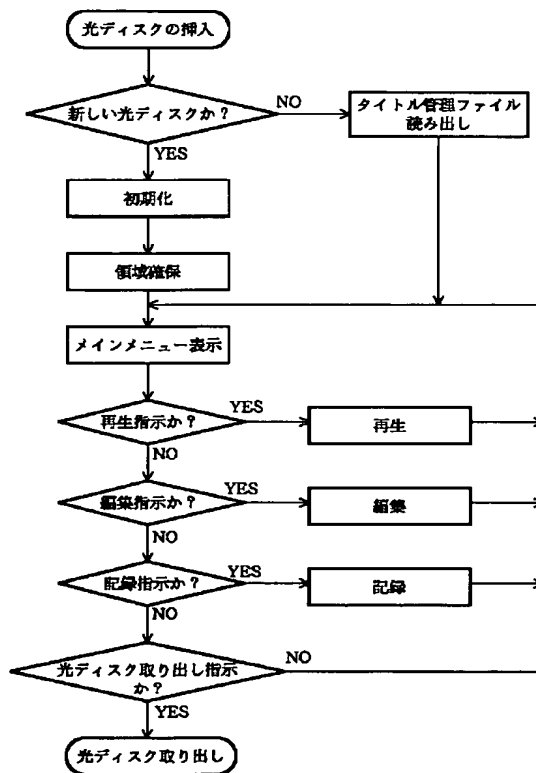 光ディスクの挿入
新しい光ディスクか?
NO
タイトル管理ファイル
読み出し
YES
初期化
領域確保
メインメニュー表示
再生指示か?
YES
再生
NO
編集指示か?
YES
編集
NO
記録指示か?
YES
記録
NO
光ディスク取り出し指示
か?
NO
YES
光ディスク取り出し